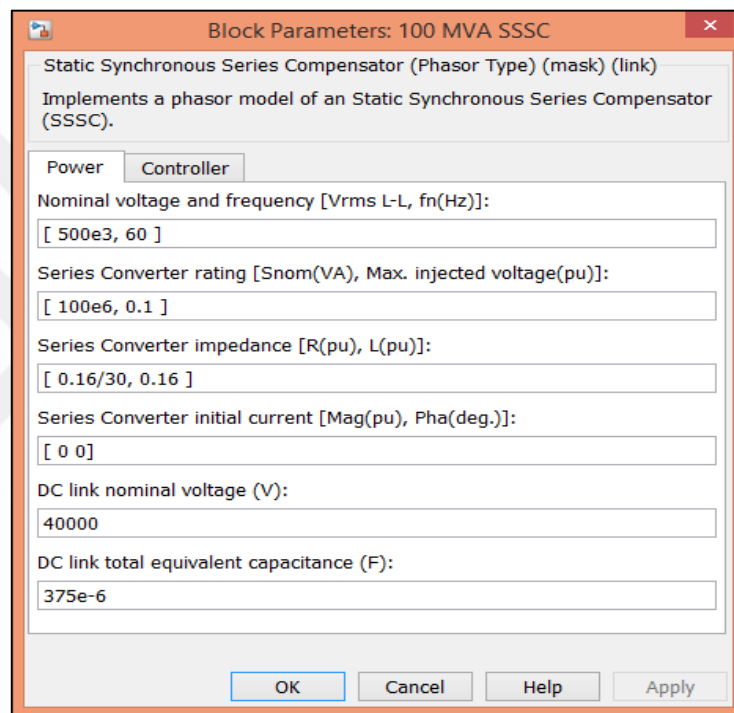 Block Parameters: 100 MVA SSSC
Static Synchronous Series Compensator (Phasor Type) (mask) (link)
Implements a phasor model of an Static Synchronous Series Compensator
(SSSC).
Power Controller
Nominal voltage and frequency [Vrms L-L, fn(Hz)]:
[ 500e3, 60 ]
Series Converter rating [Snom(VA), Max. injected voltage(pu)]:
[ 100e6, 0.1 ]
Series Converter impedance [R(pu), L(pu)]:
[ 0.16/30, 0.16 ]
Series Converter initial current [Mag(pu), Pha(deg.)]:
[ 0 0]
DC link nominal voltage (V):
40000
DC link total equivalent capacitance (F):
375e-6
OK Cancel Help Apply